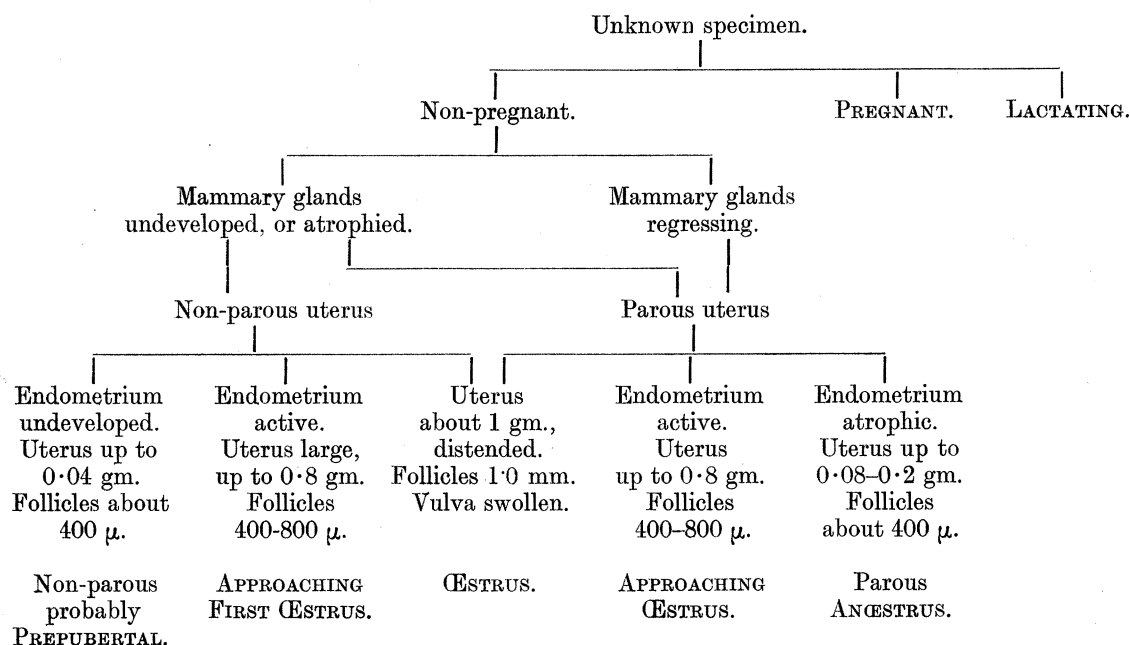 Unknown specimen.
Non-pregnant.
PREGNANT.
LACTATING.
Mammary glands
undeveloped, or atrophied.
Mammary glands
regressing.
Non-parous uterus
Parous uterus
Endometrium
undeveloped.
Uterus up to
0·04 gm.
Follicles about
400 μ.
Non-parous
probably
PREPUBERTAL.
Endometrium
active.
Uterus large,
up to 0·8 gm.
Follicles
400-800 μ.
APPROACHING
FIRST ŒSTRUS.
Uterus
about 1 gm.,
distended.
Follicles 1·0 mm.
Vulva swollen.
ŒSTRUS.
Endometrium
active.
Uterus
up to 0·8 gm.
Follicles
400–800 μ.
APPROACHING
ŒSTRUS.
Endometrium
atrophic.
Uterus up to
0·08–0·2 gm.
Follicles
about 400 μ.
Parous
ANŒSTRUS.